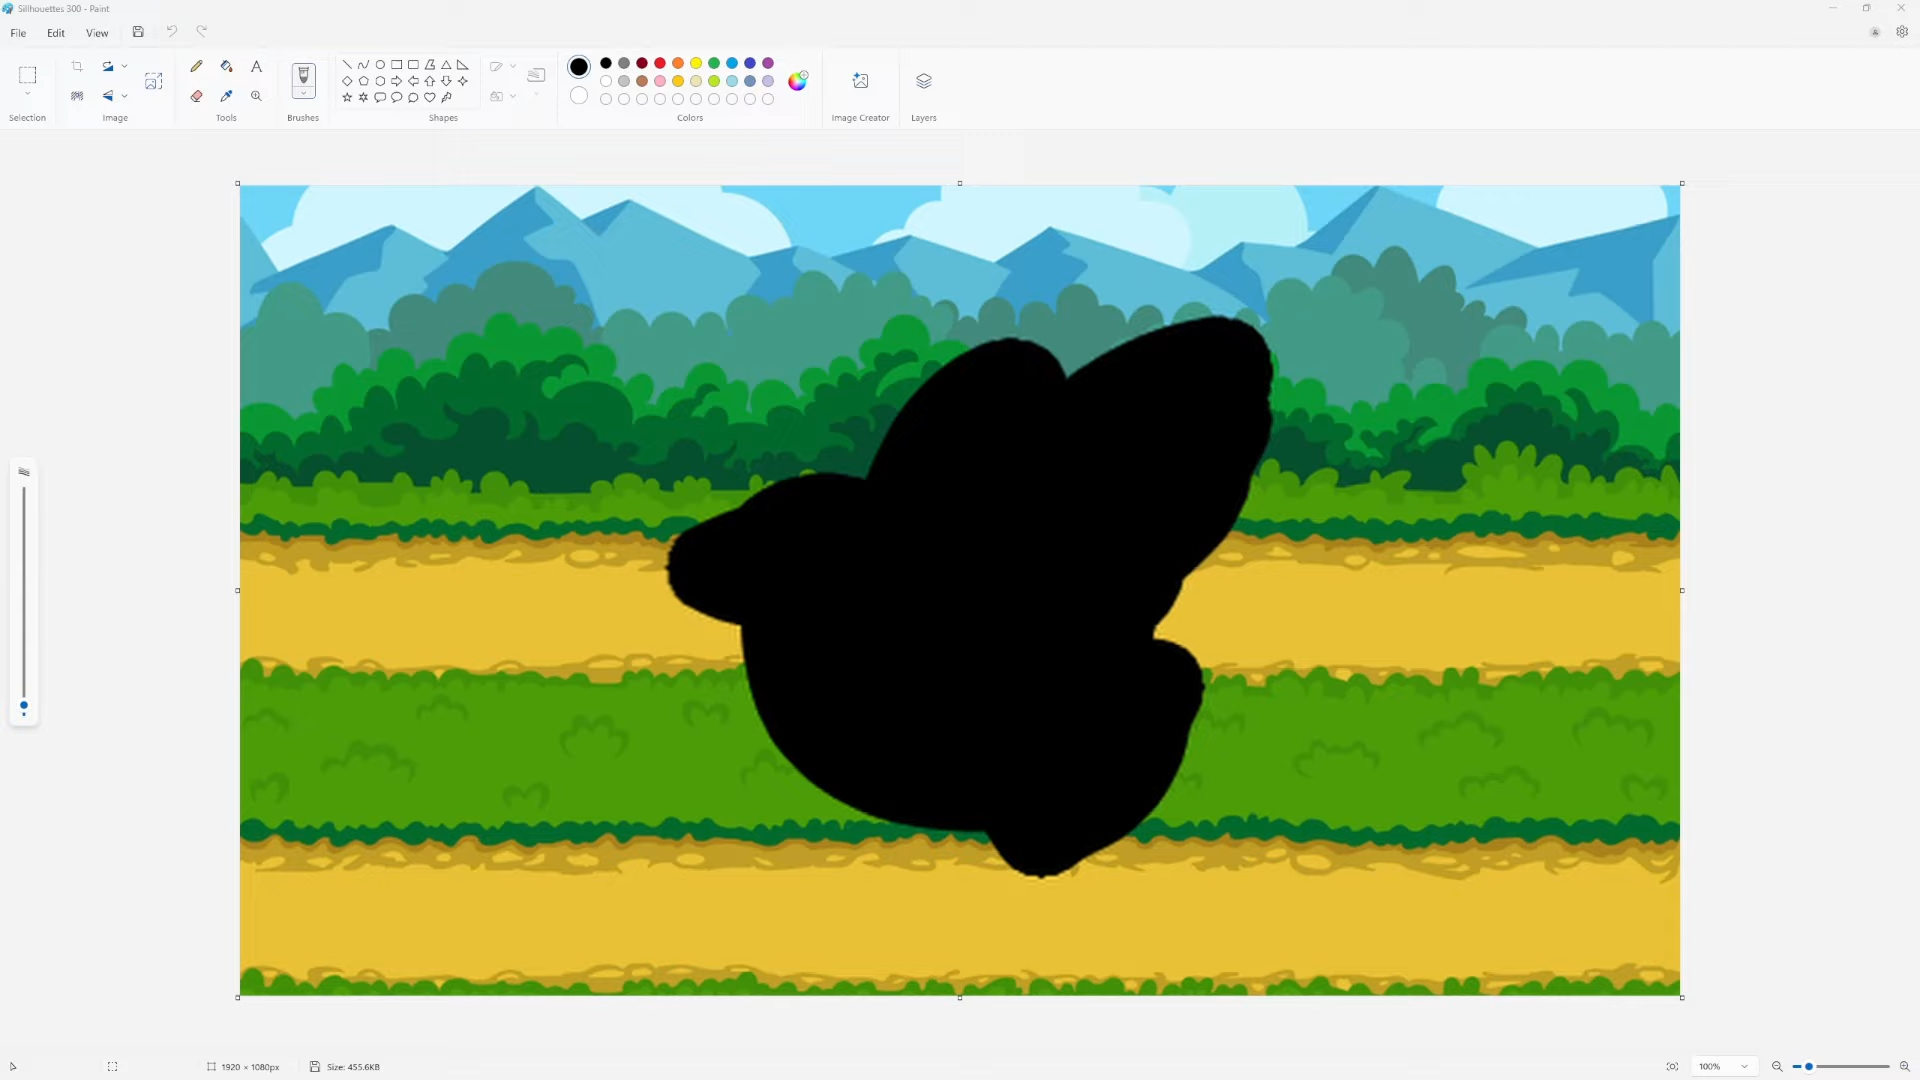 Silhouettes 300 - Paint
File Edit View
Selection Image Tools Brushes Shapes Colors Image Creator Layers
1920 × 1080px Size: 455.6KB 100%